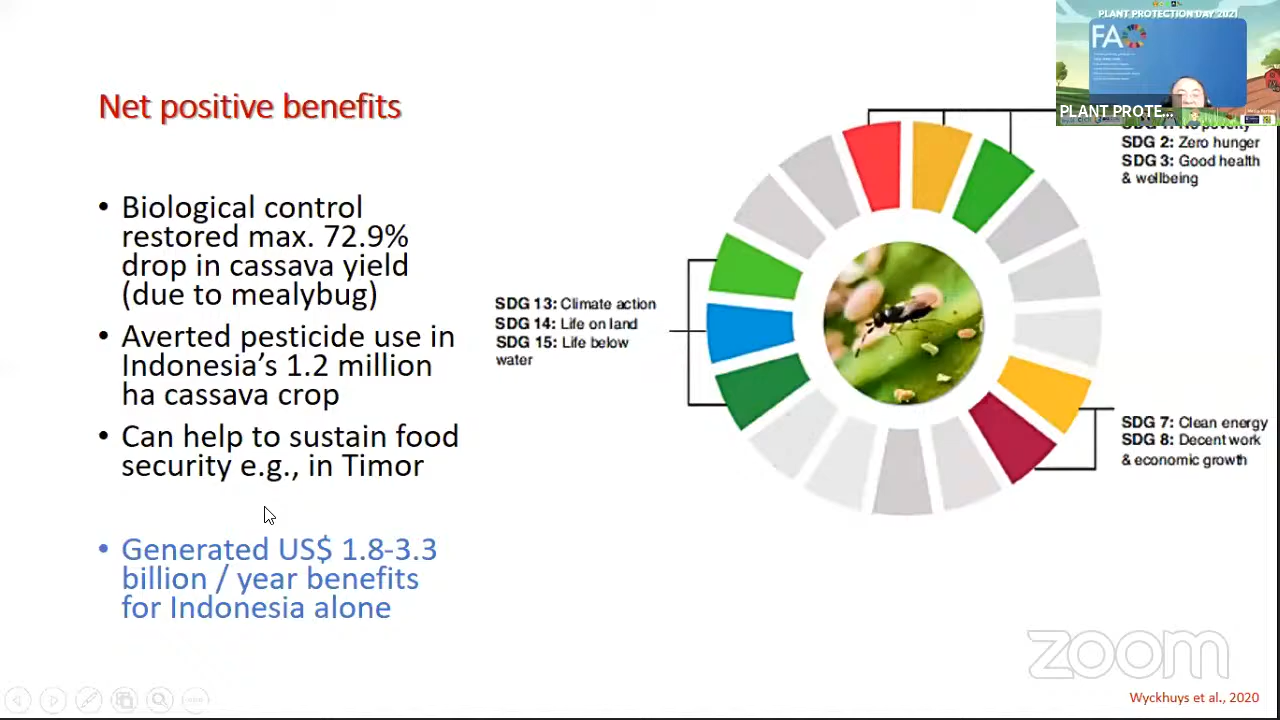 PLANT PROTECTION DAY 2021
FAO
PLANT PROTE...
Net positive benefits
• Biological control
restored max. 72.9%
drop in cassava yield
(due to mealybug)
• Averted pesticide use in
Indonesia's 1.2 million
ha cassava crop
• Can help to sustain food
security e.g., in Timor
• Generated US$ 1.8-3.3
billion / year benefits
for Indonesia alone
SDG 1: No poverty
SDG 2: Zero hunger
SDG 3: Good health
& wellbeing
SDG 13: Climate action
SDG 14: Life on land
SDG 15: Life below
water
SDG 7: Clean energy
SDG 8: Decent work
& economic growth
zoom
Wyckhuys et al., 2020